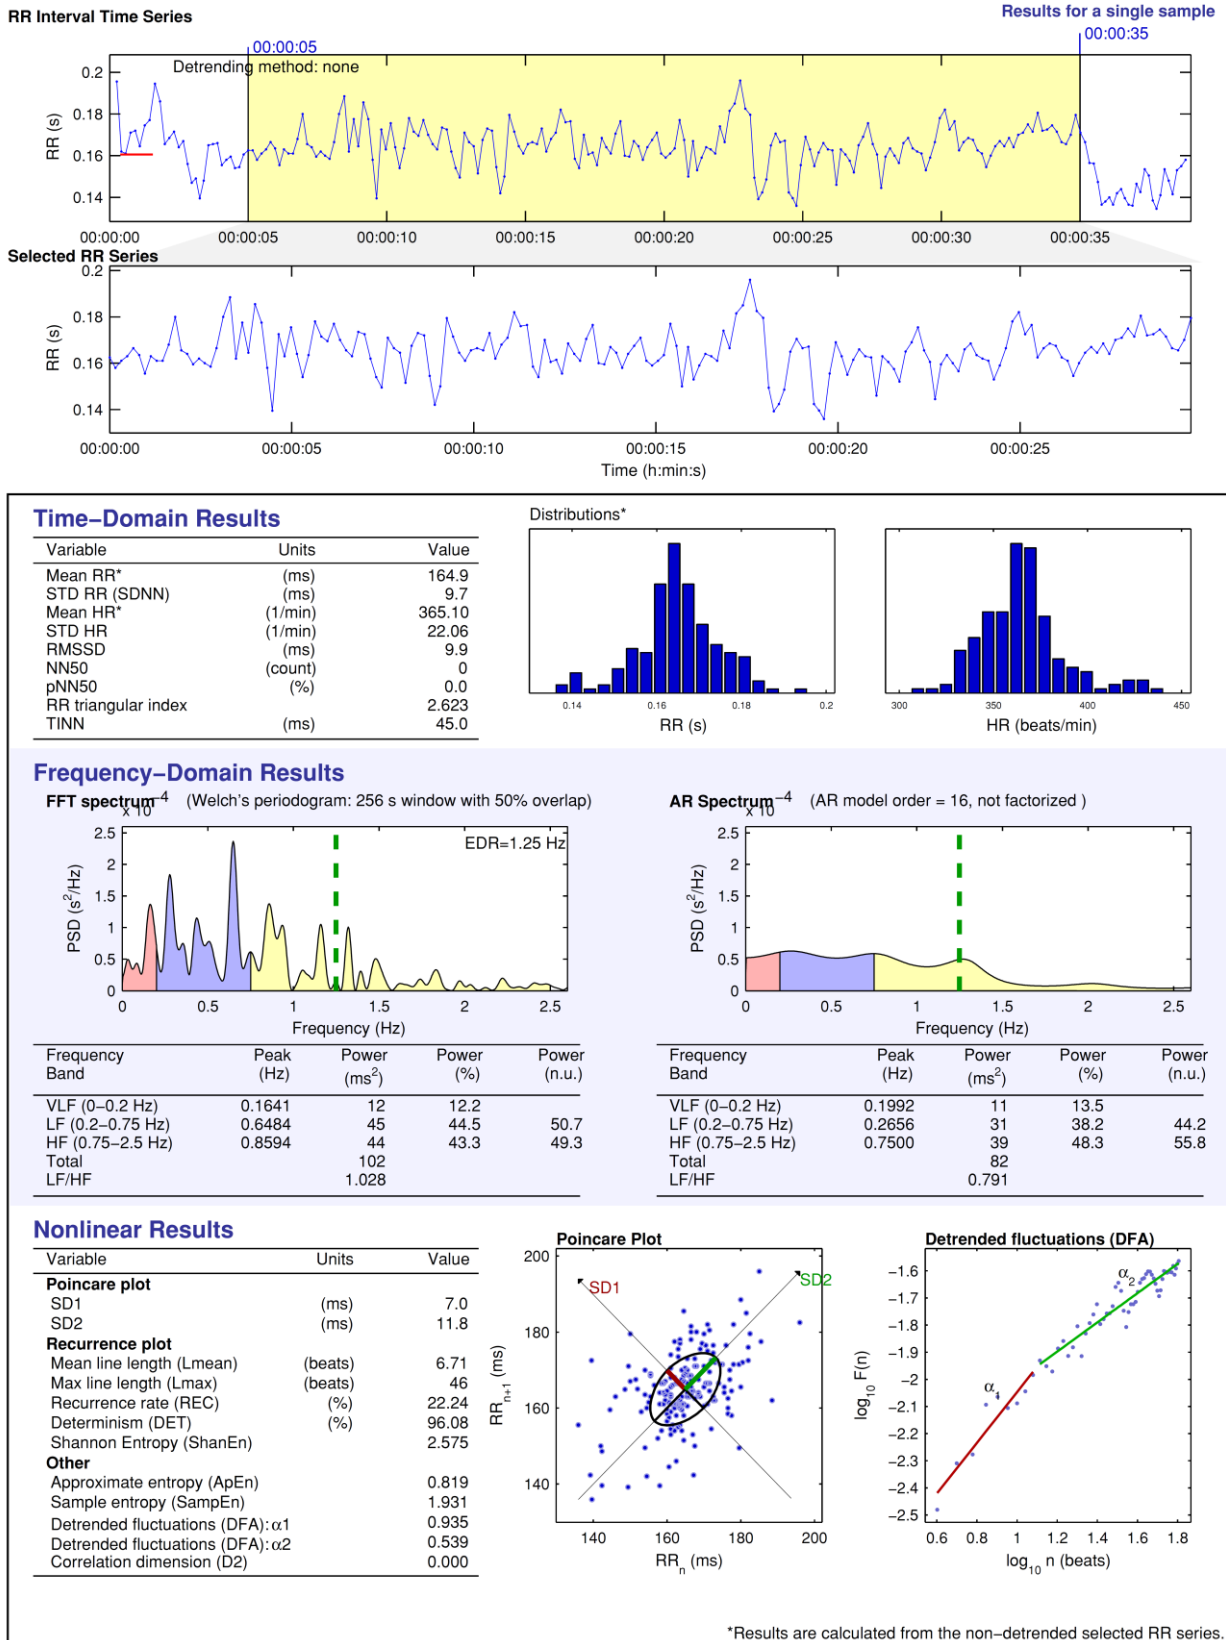 RR Interval Time Series
Results for a single sample
00:00:05
00:00:35
Detrending method: none
0.2
0.18
0.16
0.14
RR (s)
00:00:00 00:00:05 00:00:10 00:00:15 00:00:20 00:00:25 00:00:30 00:00:35
Selected RR Series
0.2
0.18
0.16
0.14
RR (s)
00:00:00 00:00:05 00:00:10 00:00:15 00:00:20 00:00:25
Time (h:min:s)
Time−Domain Results
Variable Units Value
Mean RR* (ms) 164.9
STD RR (SDNN) (ms) 9.7
Mean HR* (1/min) 365.10
STD HR (1/min) 22.06
RMSSD (ms) 9.9
NN50 (count) 0
pNN50 (%) 0.0
RR triangular index 2.623
TINN (ms) 45.0
Distributions*
0.14 0.16 0.18 0.2
RR (s)
300 350 400 450
HR (beats/min)
Frequency−Domain Results
FFT spectrum (Welch's periodogram: 256 s window with 50% overlap)
x 10−4
EDR=1.25 Hz
2.5
2
1.5
1
0.5
0
PSD (s2/Hz)
0 0.5 1 1.5 2 2.5
Frequency (Hz)
AR Spectrum (AR model order = 16, not factorized )
x 10−4
2.5
2
1.5
1
0.5
0
PSD (s2/Hz)
0 0.5 1 1.5 2 2.5
Frequency (Hz)
Frequency Peak Power Power Power
Band (Hz) (ms2) (%) (n.u.)
VLF (0−0.2 Hz) 0.1641 12 12.2
LF (0.2−0.75 Hz) 0.6484 45 44.5 50.7
HF (0.75−2.5 Hz) 0.8594 44 43.3 49.3
Total 102
LF/HF 1.028
Frequency Peak Power Power Power
Band (Hz) (ms2) (%) (n.u.)
VLF (0−0.2 Hz) 0.1992 11 13.5
LF (0.2−0.75 Hz) 0.2656 31 38.2 44.2
HF (0.75−2.5 Hz) 0.7500 39 48.3 55.8
Total 82
LF/HF 0.791
Nonlinear Results
Variable Units Value
Poincare plot
SD1 (ms) 7.0
SD2 (ms) 11.8
Recurrence plot
Mean line length (Lmean) (beats) 6.71
Max line length (Lmax) (beats) 46
Recurrence rate (REC) (%) 22.24
Determinism (DET) (%) 96.08
Shannon Entropy (ShanEn) 2.575
Other
Approximate entropy (ApEn) 0.819
Sample entropy (SampEn) 1.931
Detrended fluctuations (DFA): α1 0.935
Detrended fluctuations (DFA): α2 0.539
Correlation dimension (D2) 0.000
Poincare Plot
200
180
160
140
RRn+1 (ms)
SD1
SD2
140 160 180 200
RRn (ms)
Detrended fluctuations (DFA)
−1.6
−1.7
−1.8
−1.9
−2
−2.1
−2.2
−2.3
−2.4
−2.5
log10 F(n)
α2
α1
0.6 0.8 1 1.2 1.4 1.6 1.8
log10 n (beats)
*Results are calculated from the non−detrended selected RR series.